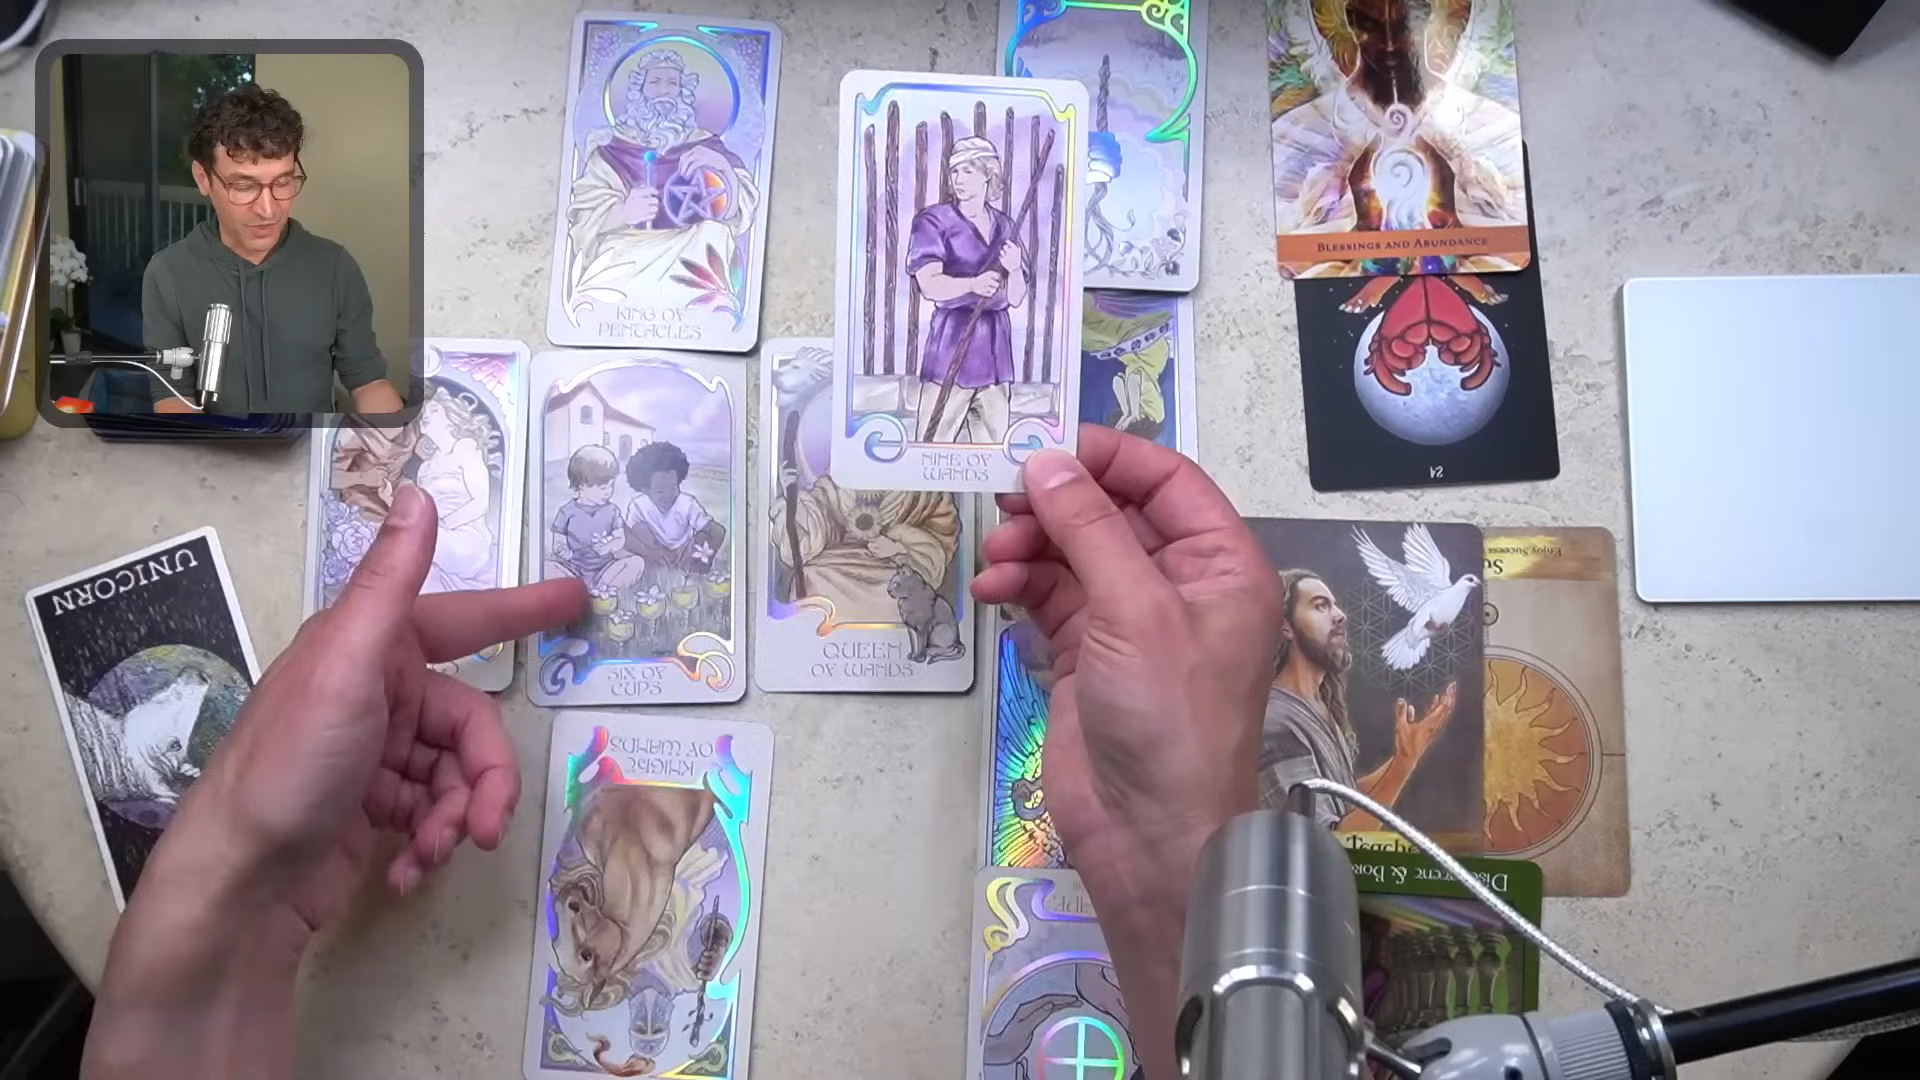 KING OF
PENTACLES
NINE OF
WANDS
BLESSINGS AND ABUNDANCE
24
UNICORN
SIX OF
CUPS
QUEEN
OF WANDS
Enjoy Success
KNIGHT
OF WANDS